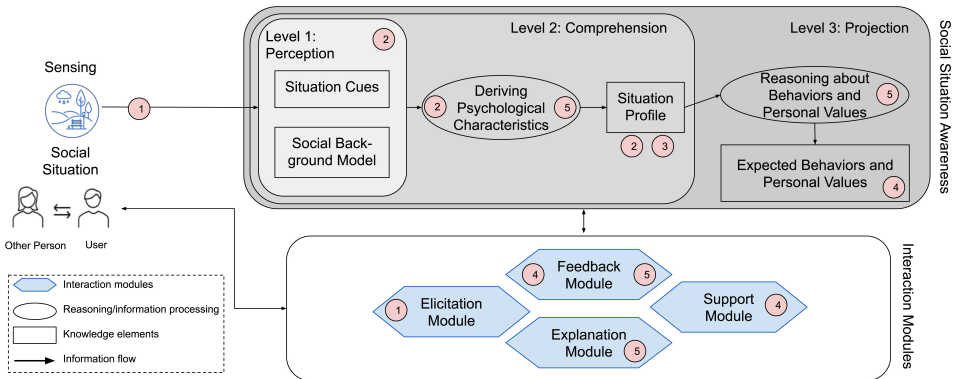 Sensing
1
Social
Situation
Other Person
User
Level 1:
Perception
2
Situation Cues
Social Back-
ground Model
Level 2: Comprehension
2
Deriving
Psychological
Characteristics
5
Situation
Profile
2
3
Level 3: Projection
Reasoning about
Behaviors and
Personal Values
5
Expected Behaviors and
Personal Values
4
Social Situation Awareness
Interaction modules
Reasoning/information processing
Knowledge elements
Information flow
1
Elicitation
Module
4
Feedback
Module
5
Explanation
Module
5
Support
Module
4
Interaction Modules